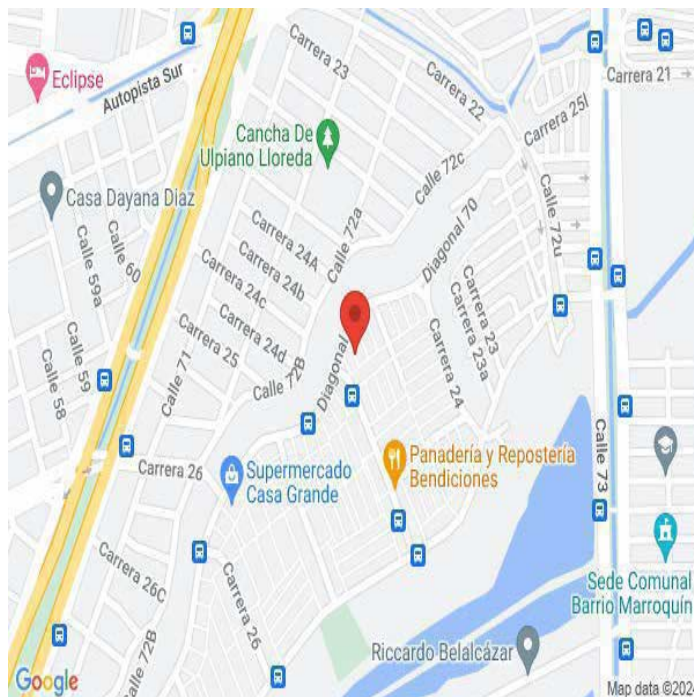 Carrera 23
Carrera 22
Carrera 21
Eclipse
Autopista Sur
Carrera 25I
Cancha De
Ulpiano Lloreda
Calle 72c
Casa Dayana Diaz
Calle 72u
Calle 60
Calle 59a
Carrera 24A
Calle 72a
Diagonal 70
Carrera 24b
Carrera 24c
Carrera 23
Carrera 23a
Calle 59
Calle 58
Carrera 24d
Carrera 25
Calle 71
Calle 72B
Diagonal
Carrera 24
Calle 73
Carrera 26
Supermercado
Casa Grande
Panadería y Repostería
Bendiciones
Carrera 26C
Sede Comunal
Barrio Marroquín
Carrera 26
Calle 72B
Riccardo Belalcázar
Google
Map data ©202